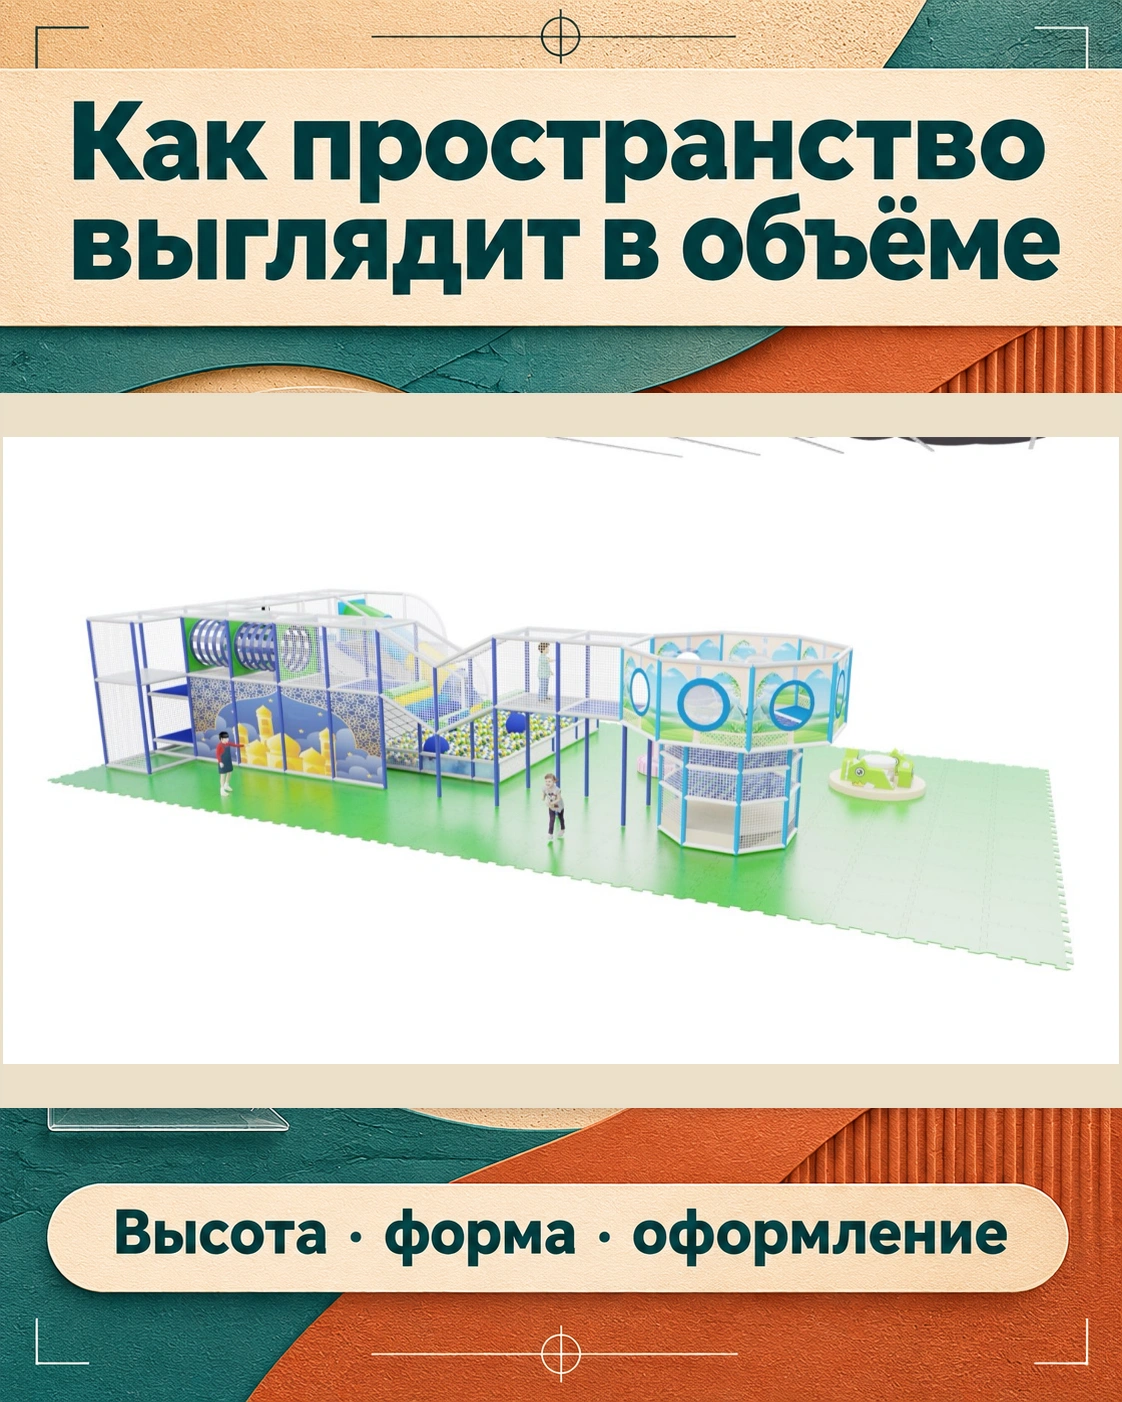 Как пространство
выглядит в объёме
Высота · форма · оформление